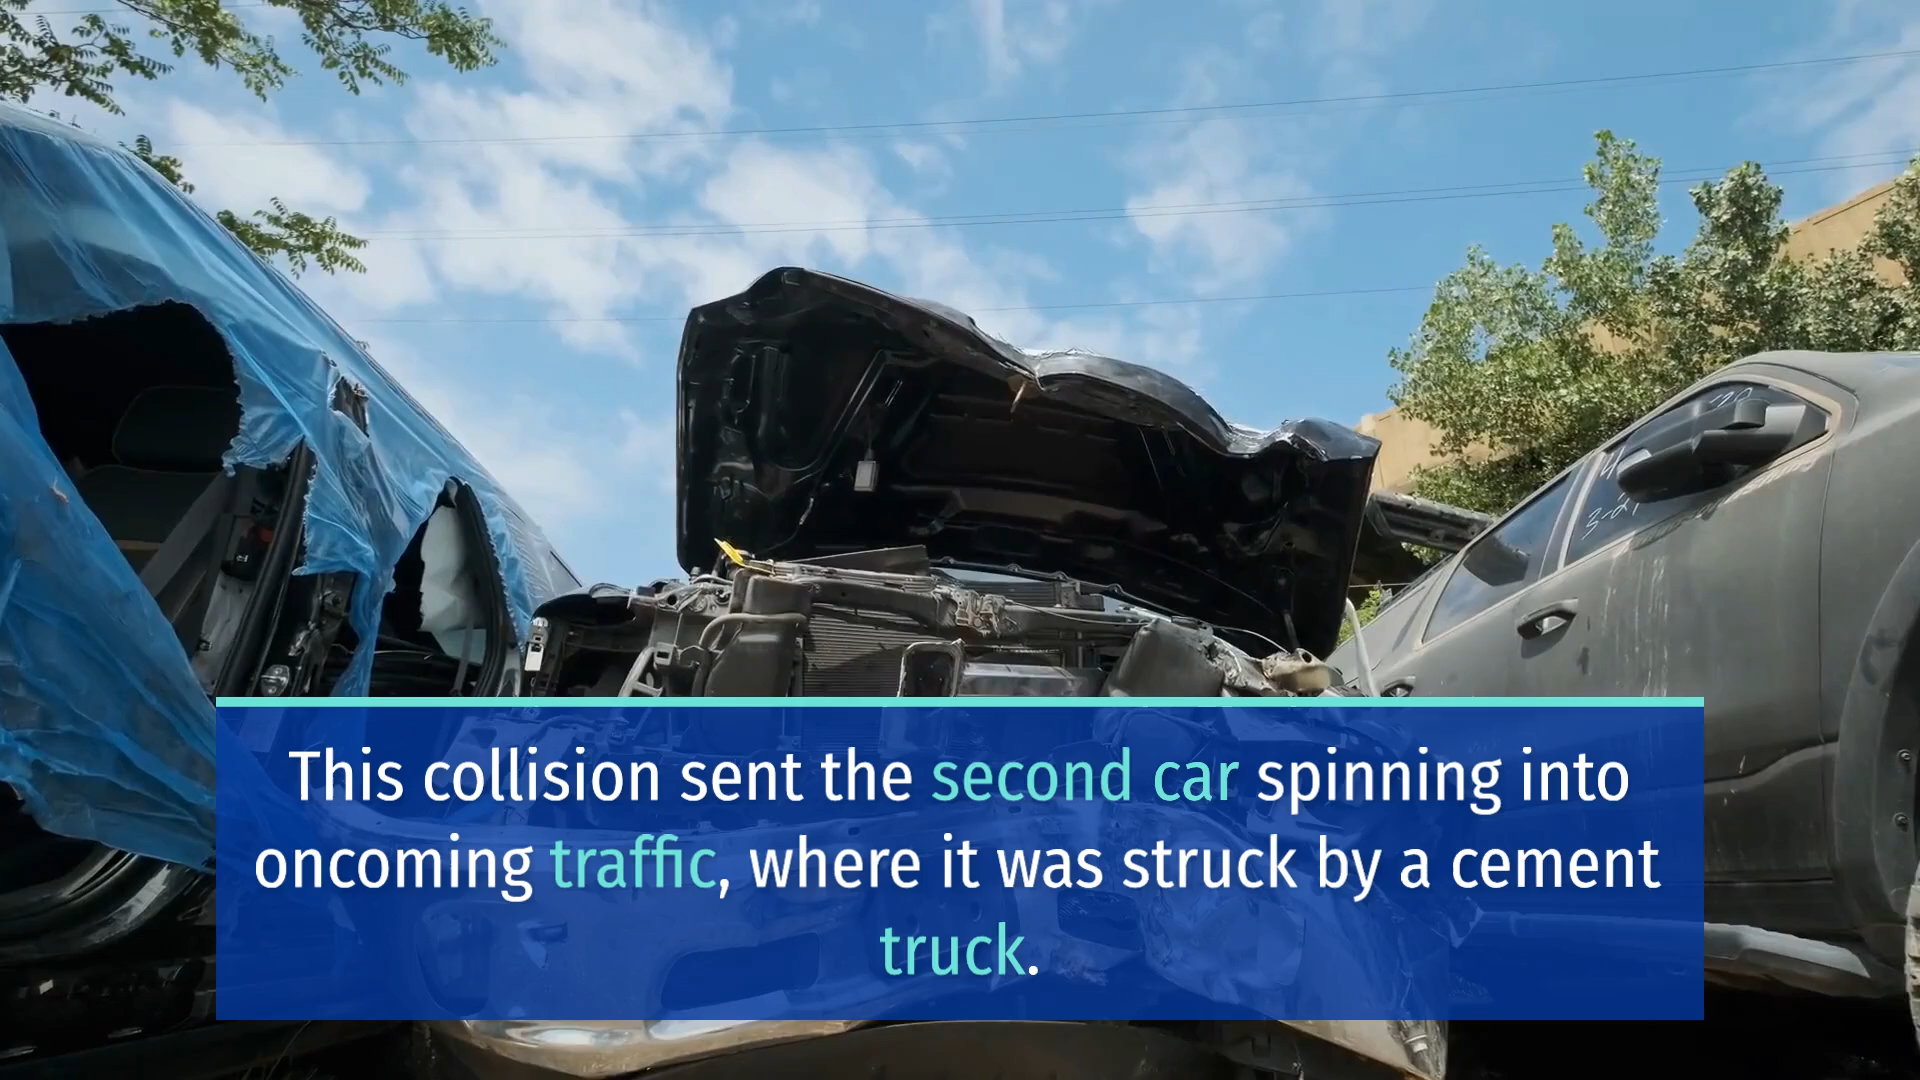 This collision sent the second car spinning into
oncoming traffic, where it was struck by a cement
truck.